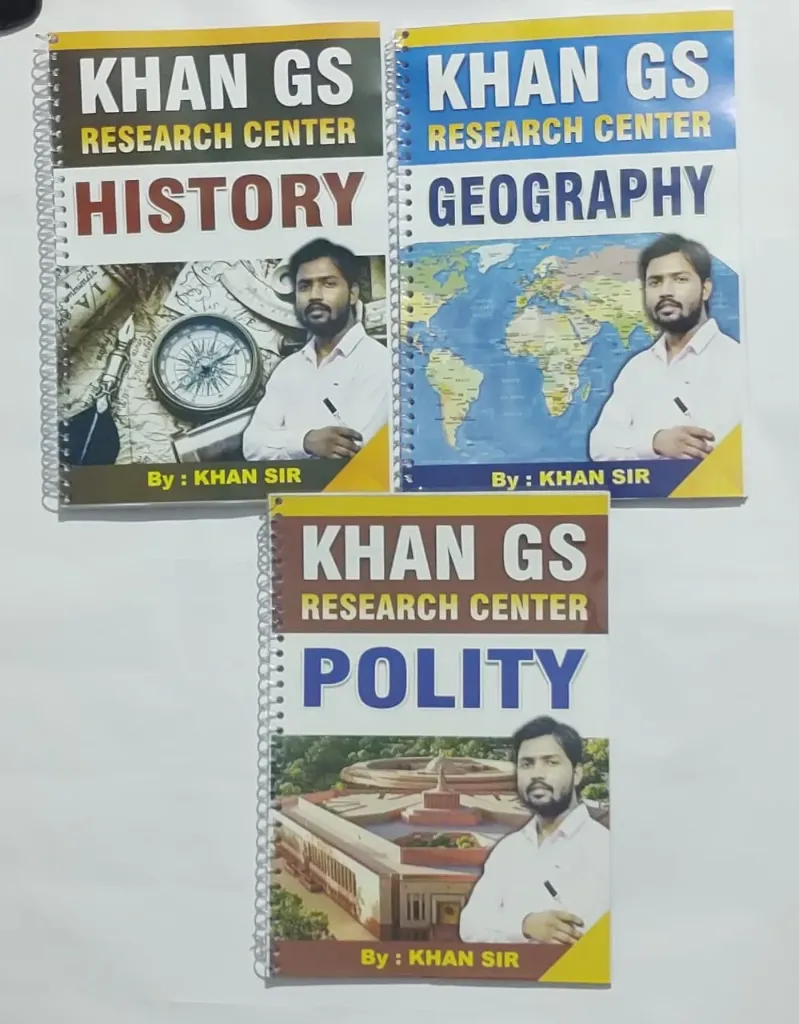 KHAN GS
RESEARCH CENTER
HISTORY
By : KHAN SIR
KHAN GS
RESEARCH CENTER
GEOGRAPHY
By : KHAN SIR
KHAN GS
RESEARCH CENTER
POLITY
By : KHAN SIR